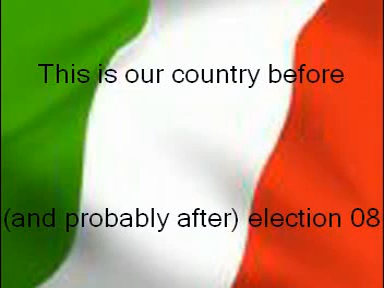 This is our country before
(and probably after) election 08